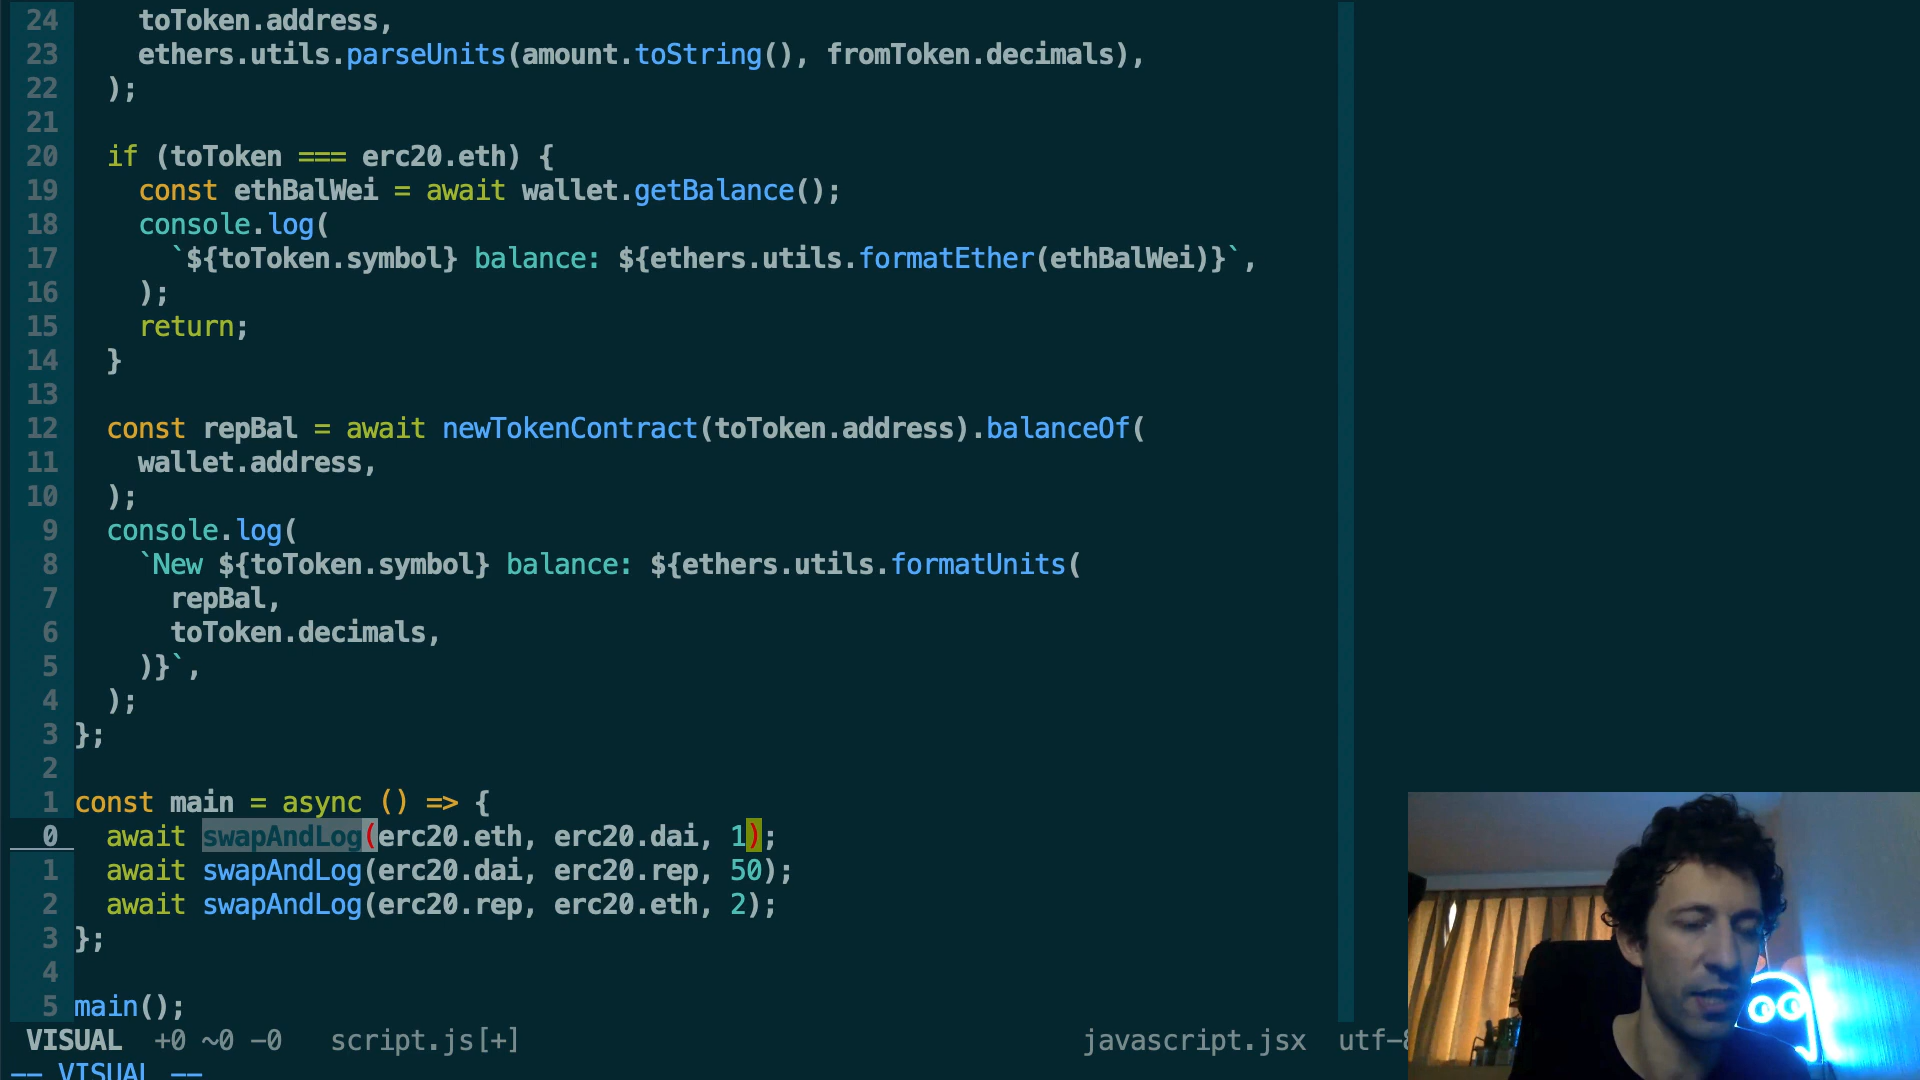 24 toToken.address,
23 ethers.utils.parseUnits(amount.toString(), fromToken.decimals),
22 );
21
20 if (toToken === erc20.eth) {
19 const ethBalWei = await wallet.getBalance();
18 console.log(
17 `${toToken.symbol} balance: ${ethers.utils.formatEther(ethBalWei)}`,
16 );
15 return;
14 }
13
12 const repBal = await newTokenContract(toToken.address).balanceOf(
11 wallet.address,
10 );
9 console.log(
8 `New ${toToken.symbol} balance: ${ethers.utils.formatUnits(
7 repBal,
6 toToken.decimals,
5 )}`,
4 );
3 };
2
1 const main = async () => {
0 await swapAndLog(erc20.eth, erc20.dai, 1);
1 await swapAndLog(erc20.dai, erc20.rep, 50);
2 await swapAndLog(erc20.rep, erc20.eth, 2);
3 };
4
5 main();
VISUAL +0 ~0 -0 script.js[+] javascript.jsx utf-8
-- VISUAL --